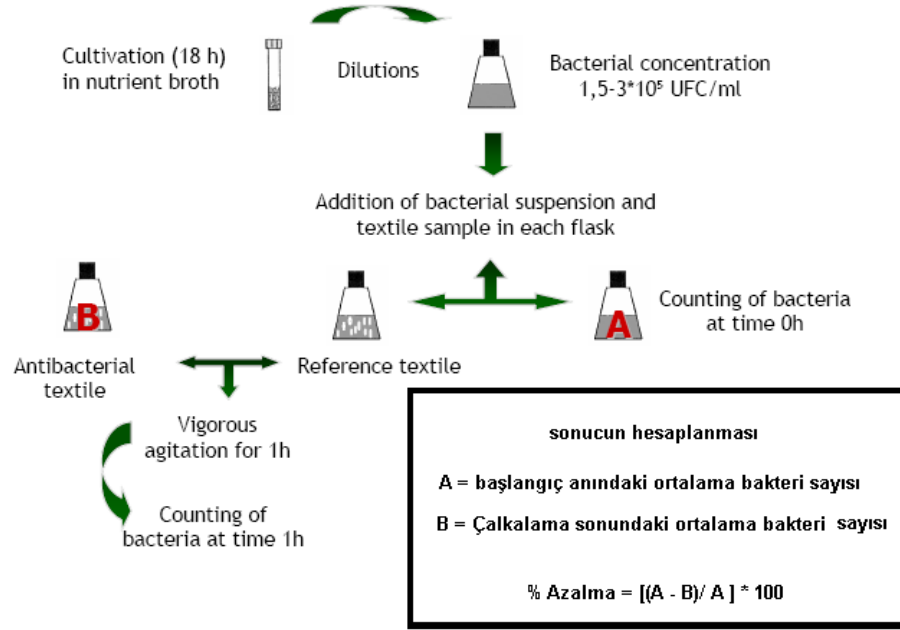 Cultivation (18 h)
in nutrient broth
Dilutions
Bacterial concentration
1,5-3*10⁵ UFC/ml
Addition of bacterial suspension and
textile sample in each flask
B
A
Counting of bacteria
at time 0h
Antibacterial
textile
Reference textile
Vigorous
agitation for 1h
Counting of
bacteria at time 1h
sonucun hesaplanması
A = başlangıç anındaki ortalama bakteri sayısı
B = Çalkalama sonundaki ortalama bakteri sayısı
% Azalma = [(A - B)/ A ] * 100